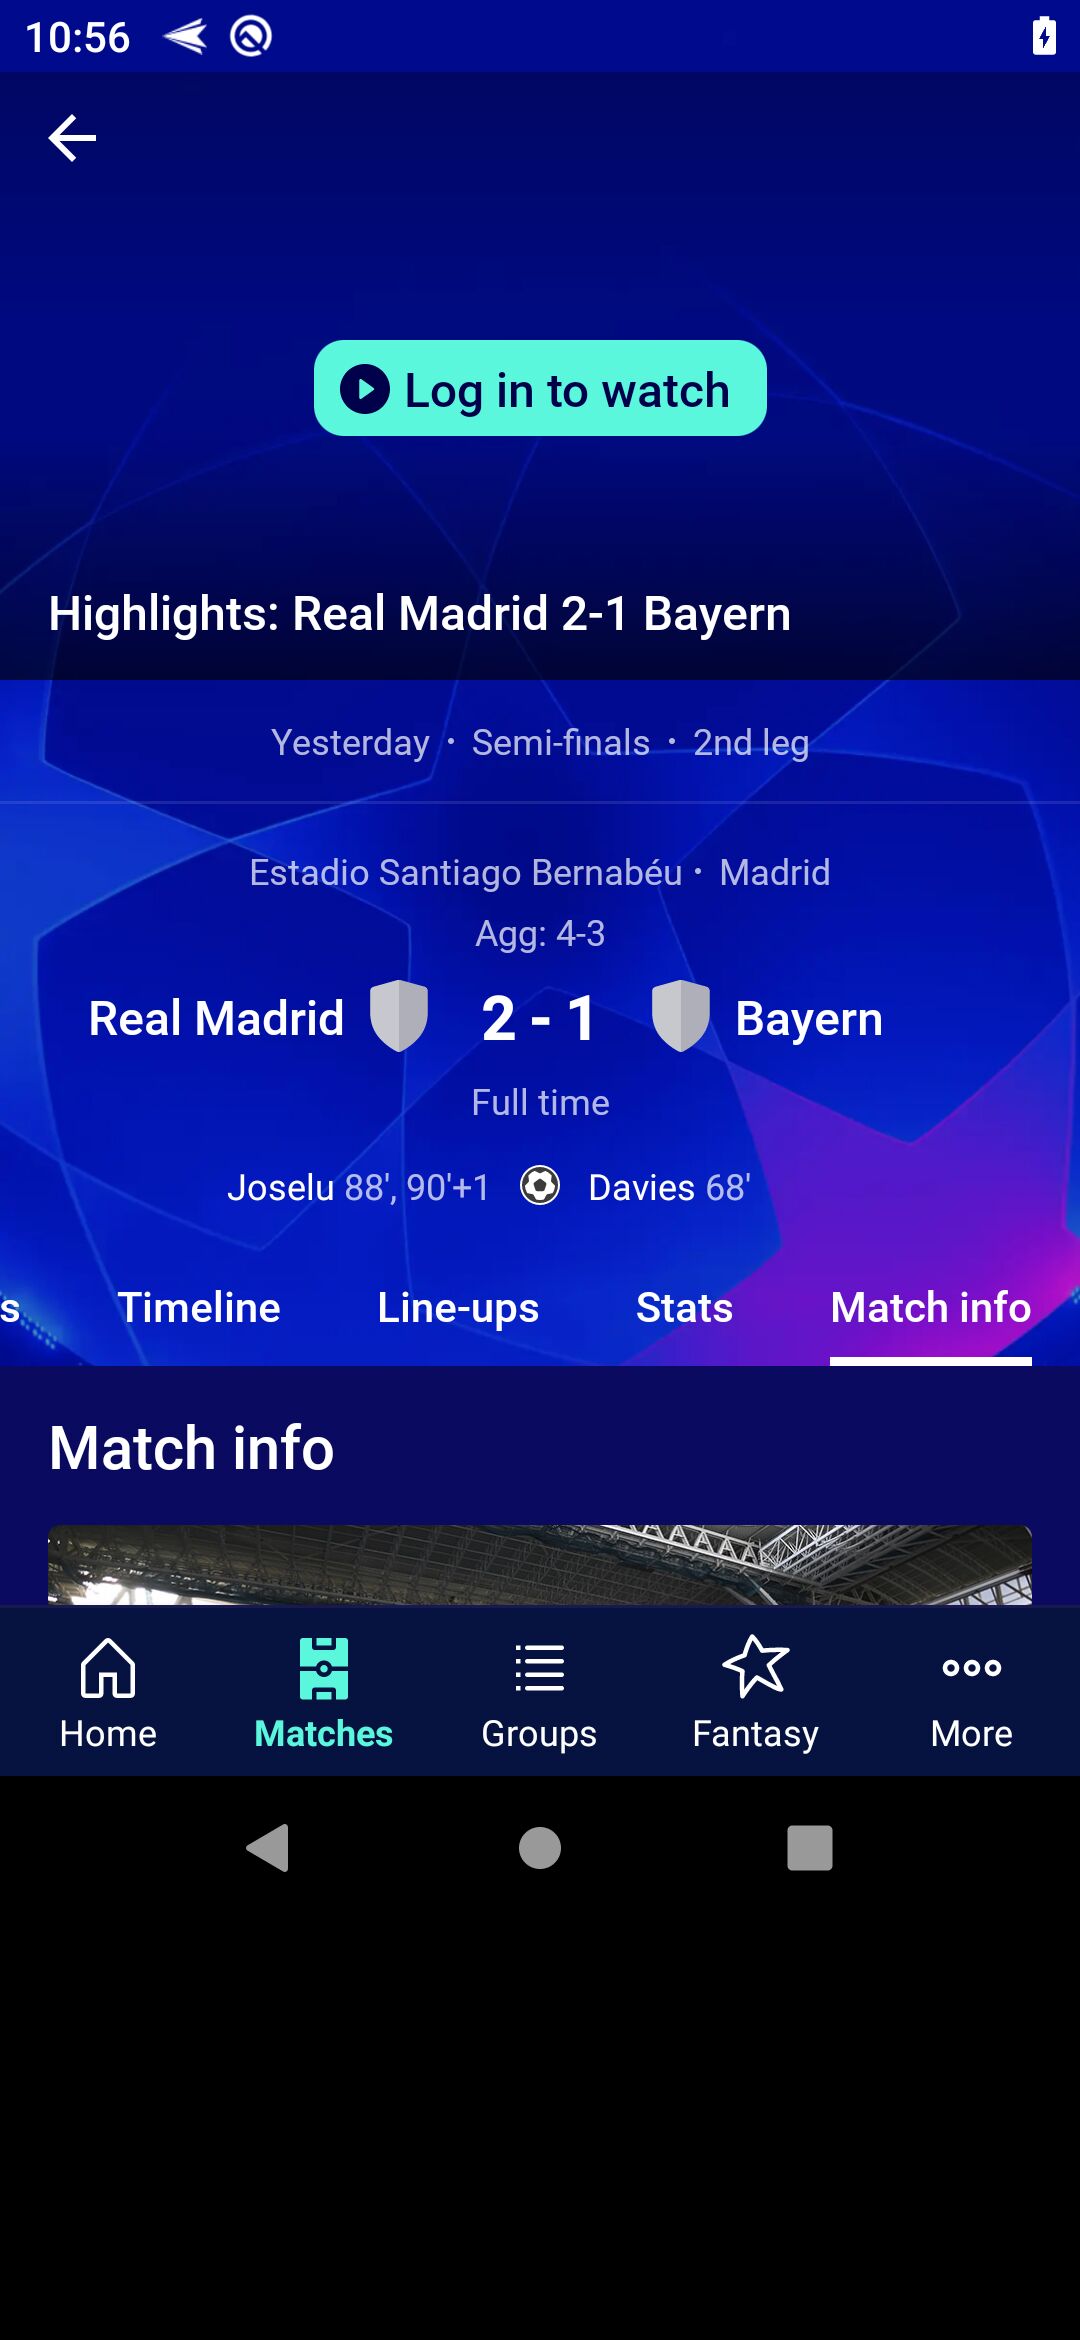 10:56
Log in to watch
Highlights: Real Madrid 2-1 Bayern
Yesterday • Semi-finals • 2nd leg
Estadio Santiago Bernabéu • Madrid
Agg: 4-3
Real Madrid 2 - 1 Bayern
Full time
Joselu 88', 90'+1 Davies 68'
s Timeline Line-ups Stats Match info
Match info
Home Matches Groups Fantasy More